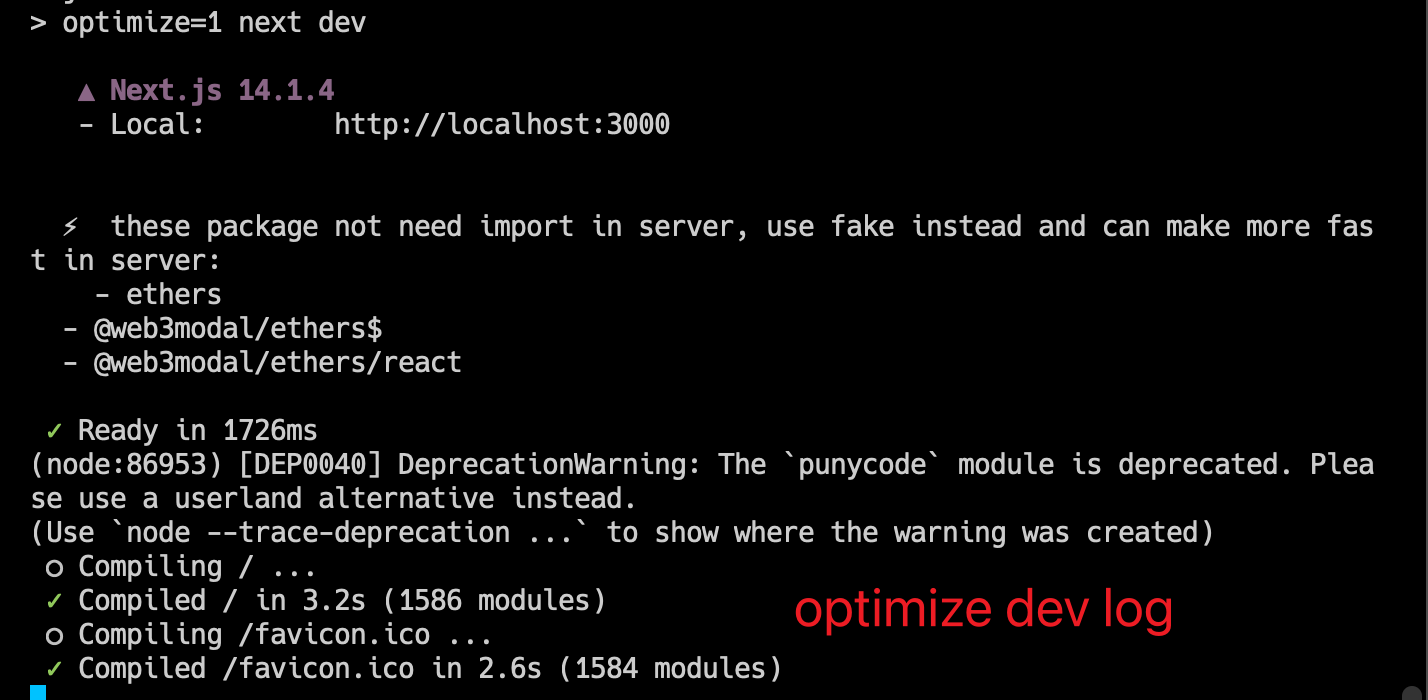 > optimize=1 next dev
▲ Next.js 14.1.4
- Local:        http://localhost:3000
⚡ these package not need import in server, use fake instead and can make more fas
t in server:
- ethers
- @web3modal/ethers$
- @web3modal/ethers/react
✓ Ready in 1726ms
(node:86953) [DEP0040] DeprecationWarning: The `punycode` module is deprecated. Plea
se use a userland alternative instead.
(Use `node --trace-deprecation ...` to show where the warning was created)
○ Compiling / ...
✓ Compiled / in 3.2s (1586 modules)
optimize dev log
○ Compiling /favicon.ico ...
✓ Compiled /favicon.ico in 2.6s (1584 modules)